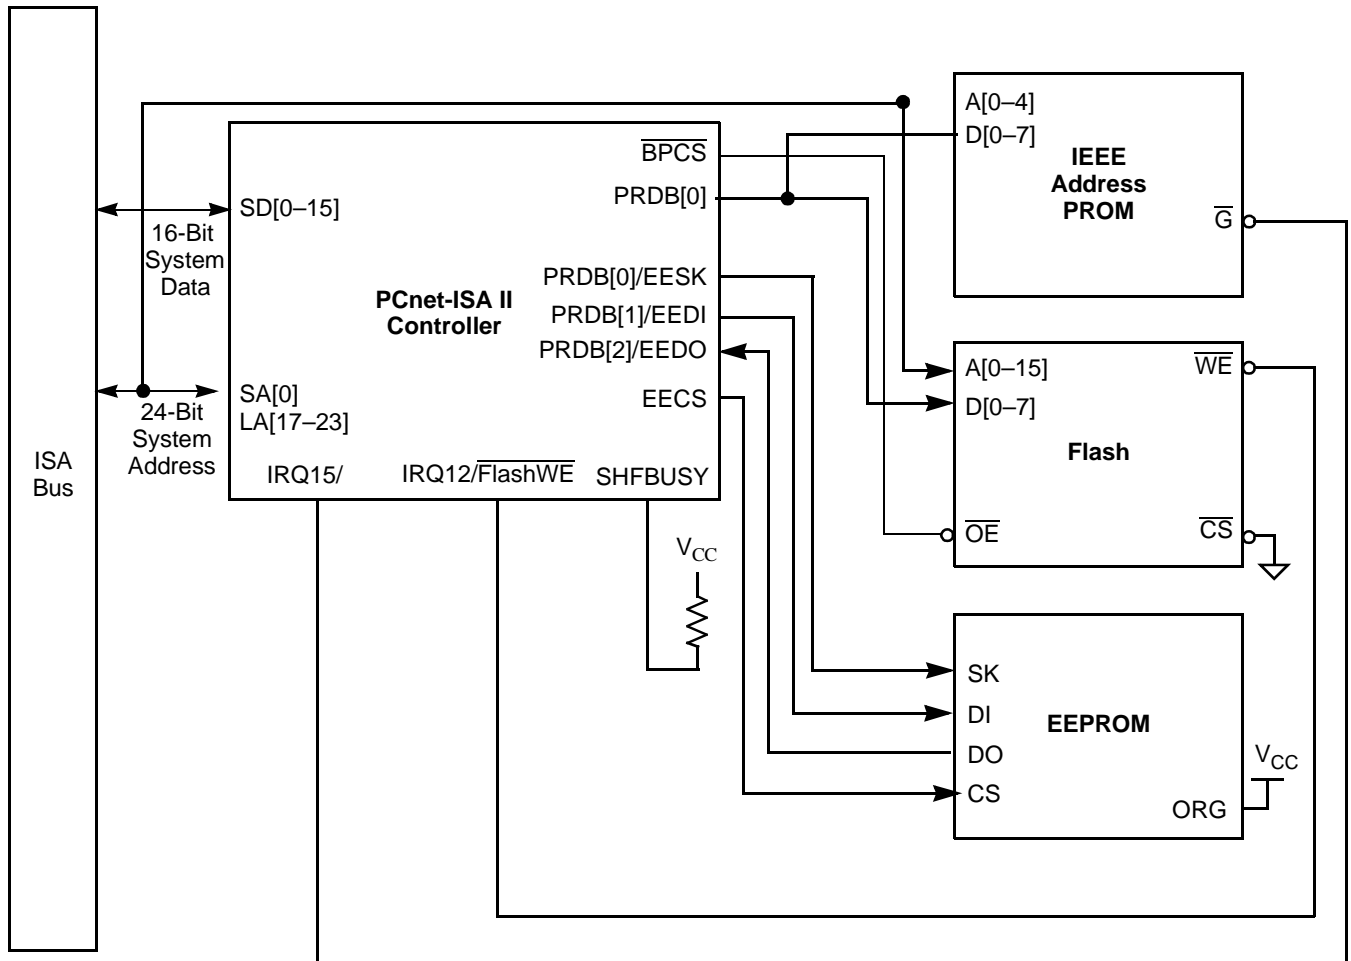 ISA
Bus
16-Bit
System
Data
24-Bit
System
Address
SD[0–15]
SA[0]
LA[17–23]
IRQ15/
IRQ12/FlashWE
SHFBUSY
PCnet-ISA II
Controller
BPCS
PRDB[0]
PRDB[0]/EESK
PRDB[1]/EEDI
PRDB[2]/EEDO
EECS
VCC
A[0–4]
D[0–7]
IEEE
Address
PROM
G
A[0–15]
D[0–7]
WE
Flash
OE
CS
SK
DI
DO
CS
EEPROM
VCC
ORG